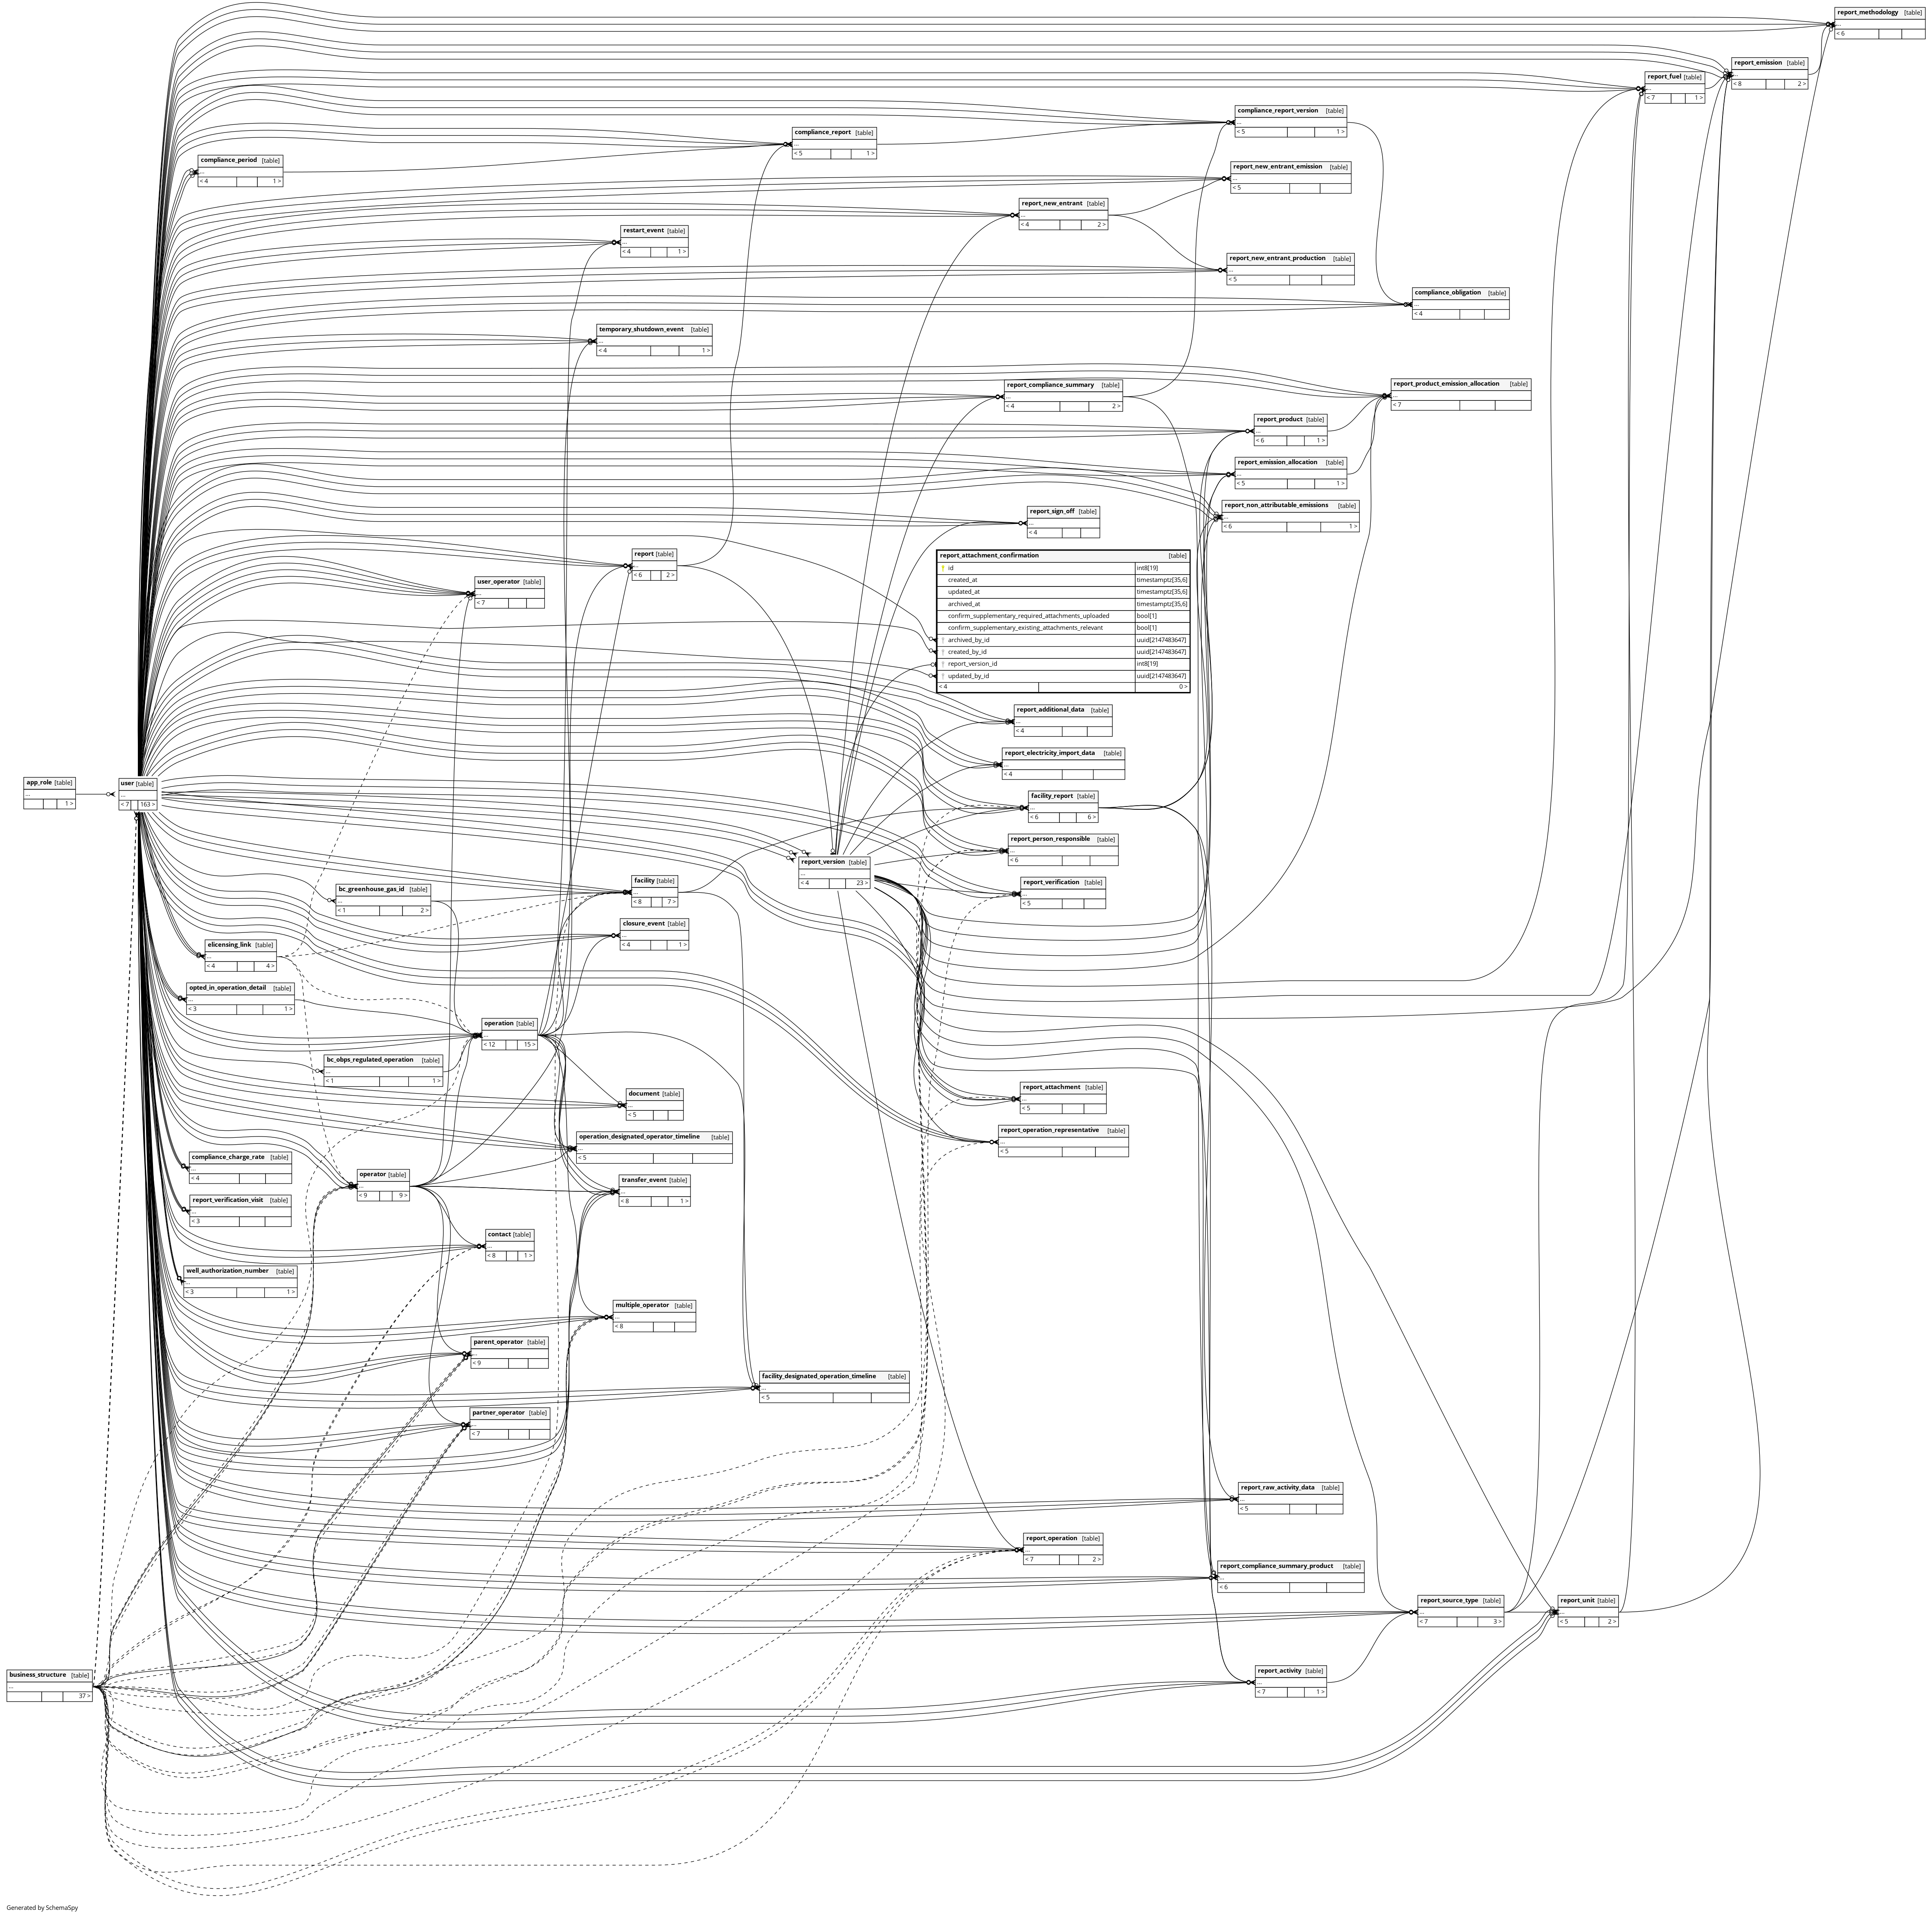 report_methodology [table]
...
< 6
report_emission [table]
...
< 8 2 >
report_fuel [table]
...
< 7 1 >
compliance_report_version [table]
...
< 5 1 >
compliance_report [table]
...
< 5 1 >
compliance_period [table]
...
< 4 1 >
report_new_entrant_emission [table]
...
< 5
report_new_entrant [table]
...
< 4 2 >
restart_event [table]
...
< 4 1 >
report_new_entrant_production [table]
...
< 5
compliance_obligation [table]
...
< 4
temporary_shutdown_event [table]
...
< 4 1 >
report_compliance_summary [table]
...
< 4 2 >
report_product_emission_allocation [table]
...
< 7
report_product [table]
...
< 6 1 >
report_emission_allocation [table]
...
< 5 1 >
report_non_attributable_emissions [table]
...
< 6 1 >
report_sign_off [table]
...
< 4
report [table]
...
< 6 2 >
user_operator [table]
...
< 7
report_attachment_confirmation [table]
id int8[19]
created_at timestamptz[35,6]
updated_at timestamptz[35,6]
archived_at timestamptz[35,6]
confirm_supplementary_required_attachments_uploaded bool[1]
confirm_supplementary_existing_attachments_relevant bool[1]
archived_by_id uuid[2147483647]
created_by_id uuid[2147483647]
report_version_id int8[19]
updated_by_id uuid[2147483647]
< 4 0 >
report_additional_data [table]
...
< 4
report_electricity_import_data [table]
...
< 4
app_role [table]
...
1 >
user [table]
...
< 7 163 >
facility_report [table]
...
< 6 6 >
report_person_responsible [table]
...
< 6
report_version [table]
...
< 4 23 >
report_verification [table]
...
< 5
facility [table]
...
< 8 7 >
bc_greenhouse_gas_id [table]
...
< 1 2 >
closure_event [table]
...
< 4 1 >
elicensing_link [table]
...
< 4 4 >
opted_in_operation_detail [table]
...
< 3 1 >
operation [table]
...
< 12 15 >
bc_obps_regulated_operation [table]
...
< 1 1 >
document [table]
...
< 5
report_attachment [table]
...
< 5
operation_designated_operator_timeline [table]
...
< 5
report_operation_representative [table]
...
< 5
compliance_charge_rate [table]
...
< 4
operator [table]
...
< 9 9 >
transfer_event [table]
...
< 8 1 >
report_verification_visit [table]
...
< 3
contact [table]
...
< 8 1 >
well_authorization_number [table]
...
< 3 1 >
multiple_operator [table]
...
< 8
parent_operator [table]
...
< 9
facility_designated_operation_timeline [table]
...
< 5
partner_operator [table]
...
< 7
report_raw_activity_data [table]
...
< 5
report_operation [table]
...
< 7 2 >
report_compliance_summary_product [table]
...
< 6
report_source_type [table]
...
< 7 3 >
report_unit [table]
...
< 5 2 >
business_structure [table]
...
37 >
report_activity [table]
...
< 7 1 >
Generated by SchemaSpy